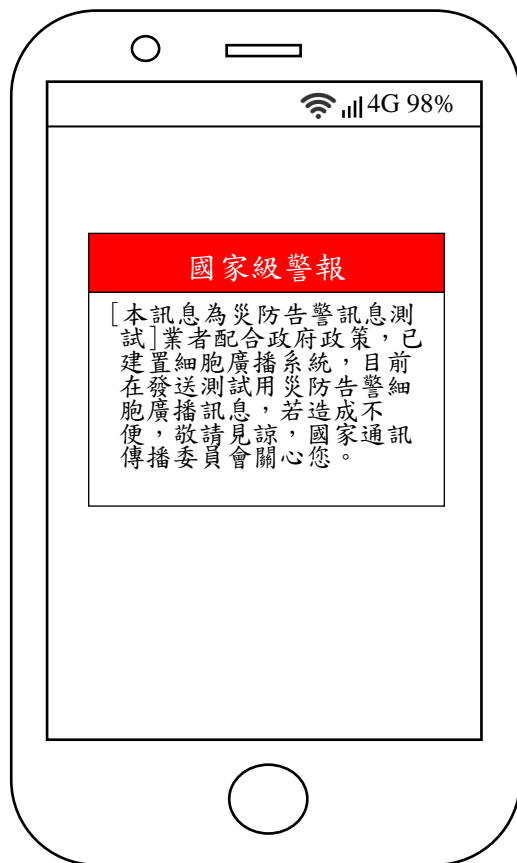 4G 98%
國家級警報
[本訊息為災防告警訊息測
試]業者配合政府政策，已
建置細胞廣播系統，目前
在發送測試用災防告警細
胞廣播訊息，若造成不
便，敬請見諒，國家通訊
傳播委員會關心您。